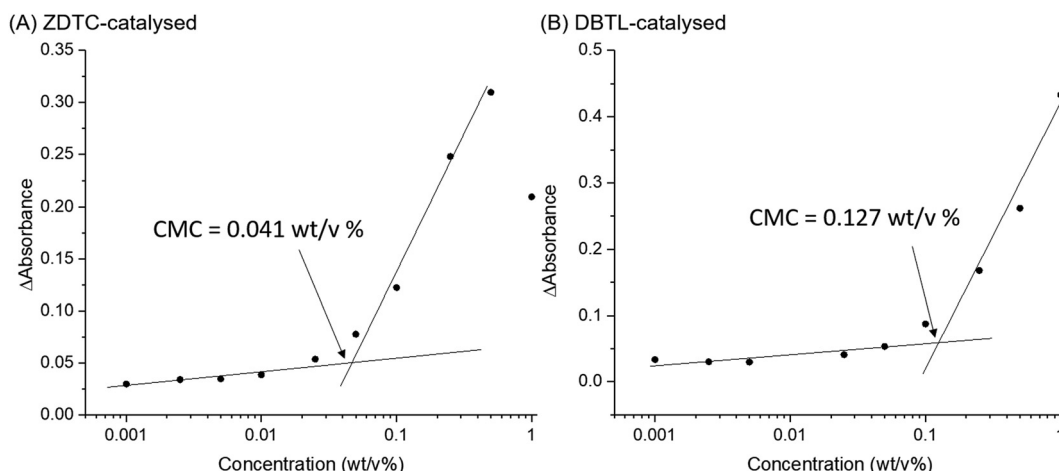 (A) ZDTC-catalysed
0.35
0.30
0.25
0.20
0.15
0.10
0.05
0.00
ΔAbsorbance
CMC = 0.041 wt/v %
0.001
0.01
0.1
1
Concentration (wt/v%)
(B) DBTL-catalysed
0.5
0.4
0.3
0.2
0.1
0.0
ΔAbsorbance
CMC = 0.127 wt/v %
0.001
0.01
0.1
1
Concentration (wt/v%)